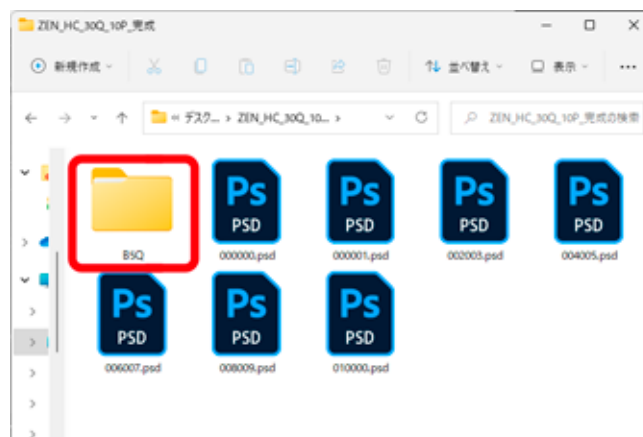 ZEN_HC_30Q_10P_完成
新規作成
並べ替え
表示
« デスク... › ZEN_HC_30Q_10... ›
ZEN_HC_30Q_10P_完成の検索
Ps Ps Ps Ps
PSD PSD PSD PSD
BSQ 000000.psd 000001.psd 002003.psd 004005.psd
Ps Ps Ps
PSD PSD PSD
006007.psd 008009.psd 010000.psd